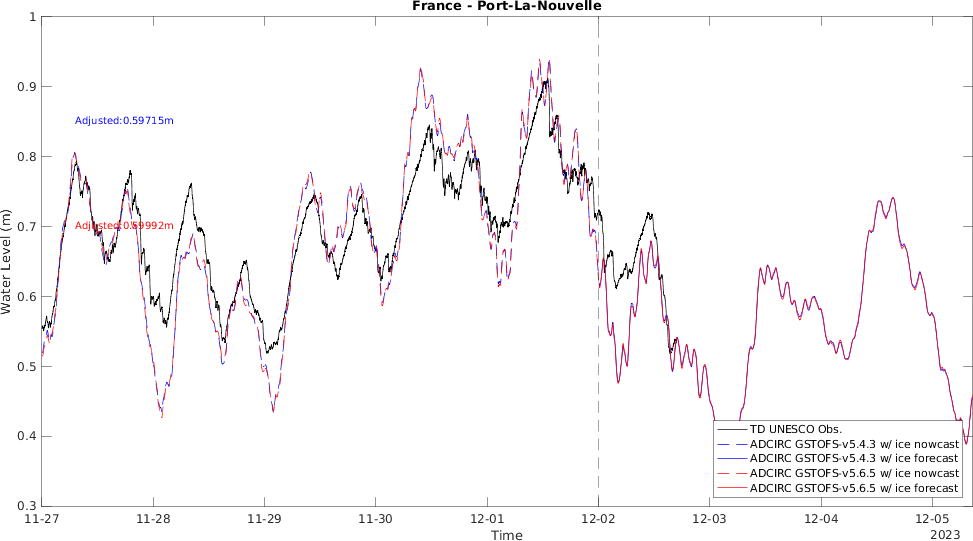 France - Port-La-Nouvelle
1
0.9
Adjusted:0.59715m
0.8
0.7
Adjusted:0.59992m
0.6
0.5
0.4
0.3
Water Level (m)
TD UNESCO Obs.
ADCIRC GSTOFS-v5.4.3 w/ ice nowcast
ADCIRC GSTOFS-v5.4.3 w/ ice forecast
ADCIRC GSTOFS-v5.6.5 w/ ice nowcast
ADCIRC GSTOFS-v5.6.5 w/ ice forecast
11-27 11-28 11-29 11-30 12-01 12-02 12-03 12-04 12-05
Time
2023